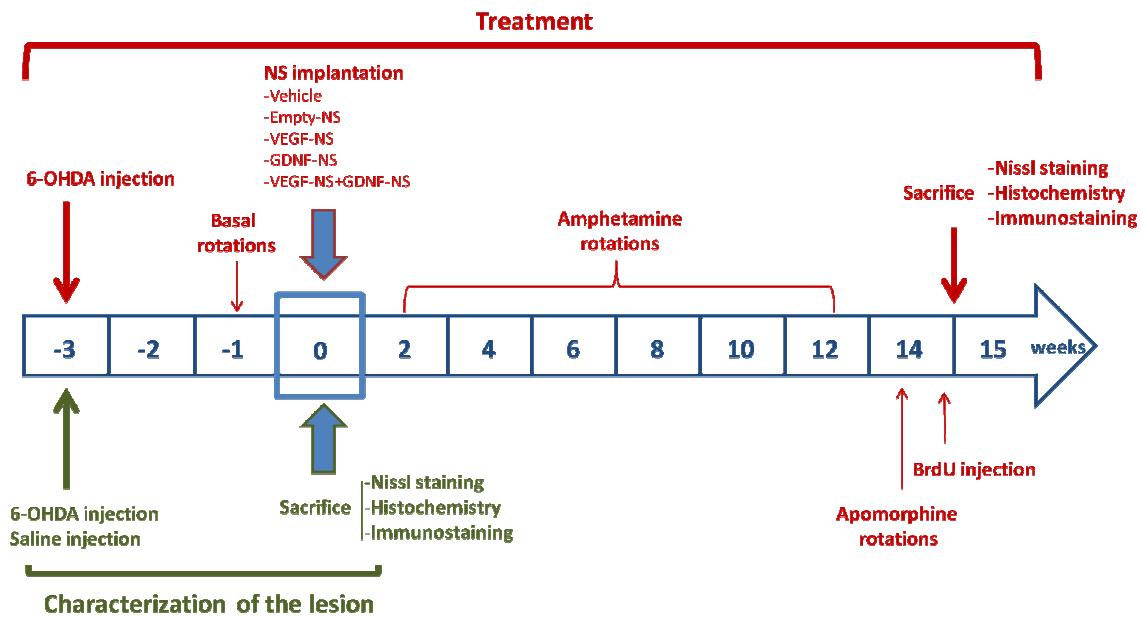 Treatment
NS implantation
-Vehicle
-Empty-NS
-VEGF-NS
-GDNF-NS
-VEGF-NS+GDNF-NS
6-OHDA injection
Basal
rotations
Amphetamine
rotations
Sacrifice
-Nissl staining
-Histochemistry
-Immunostaining
-3 -2 -1 0 2 4 6 8 10 12 14 15 weeks
6-OHDA injection
Saline injection
Sacrifice
-Nissl staining
-Histochemistry
-Immunostaining
BrdU injection
Apomorphine
rotations
Characterization of the lesion